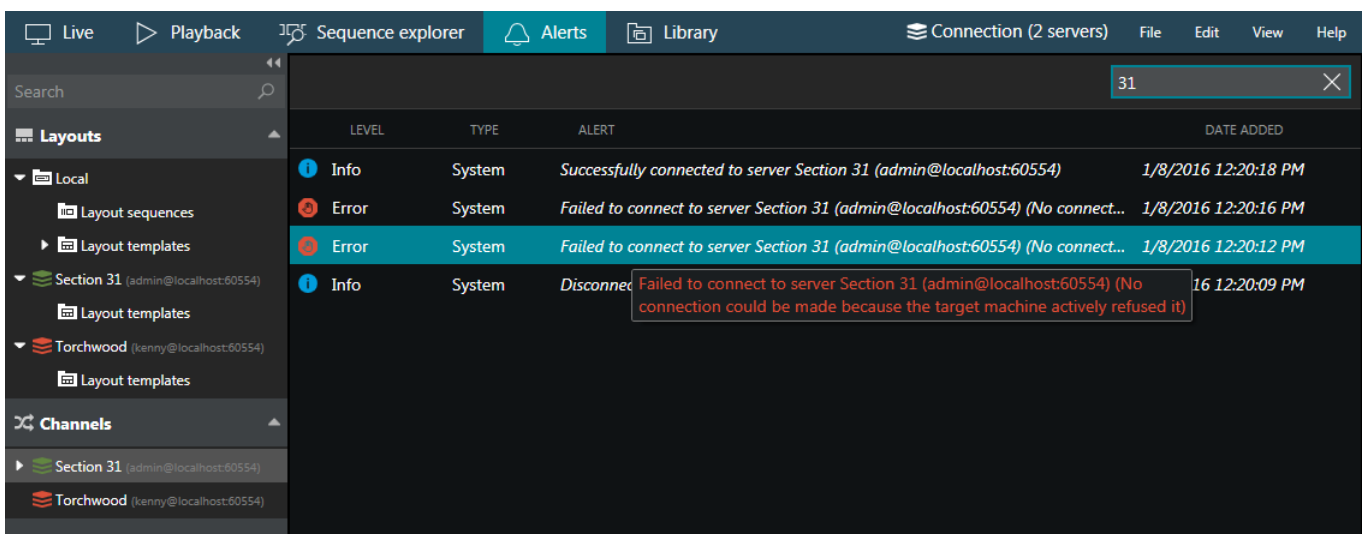 Live Playback Sequence explorer Alerts Library Connection (2 servers) File Edit View Help
Search
31
Layouts
Local
Layout sequences
Layout templates
Section 31 (admin@localhost:60554)
Layout templates
Torchwood (kenny@localhost:60554)
Layout templates
Channels
Section 31 (admin@localhost:60554)
Torchwood (kenny@localhost:60554)
LEVEL TYPE ALERT DATE ADDED
Info System Successfully connected to server Section 31 (admin@localhost:60554) 1/8/2016 12:20:18 PM
Error System Failed to connect to server Section 31 (admin@localhost:60554) (No connect... 1/8/2016 12:20:16 PM
Error System Failed to connect to server Section 31 (admin@localhost:60554) (No connect... 1/8/2016 12:20:12 PM
Info System Disconnec 16 12:20:09 PM
Failed to connect to server Section 31 (admin@localhost:60554) (No
connection could be made because the target machine actively refused it)